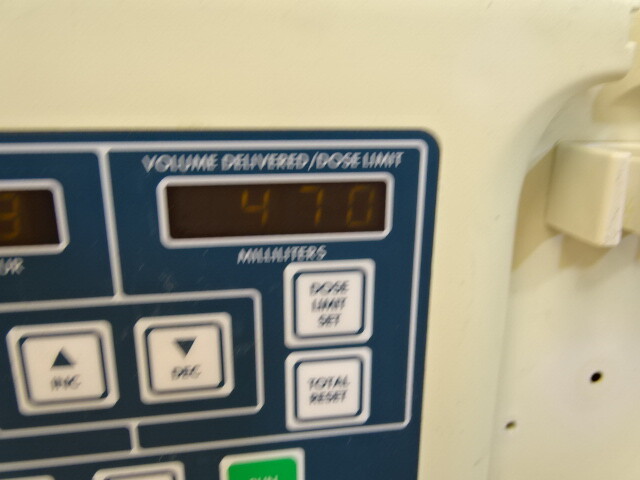 VOLUME DELIVERED/DOSE LIMIT
470
MILLILITERS
DOSE
LIMIT
SET
INC
DEC
TOTAL
RESET